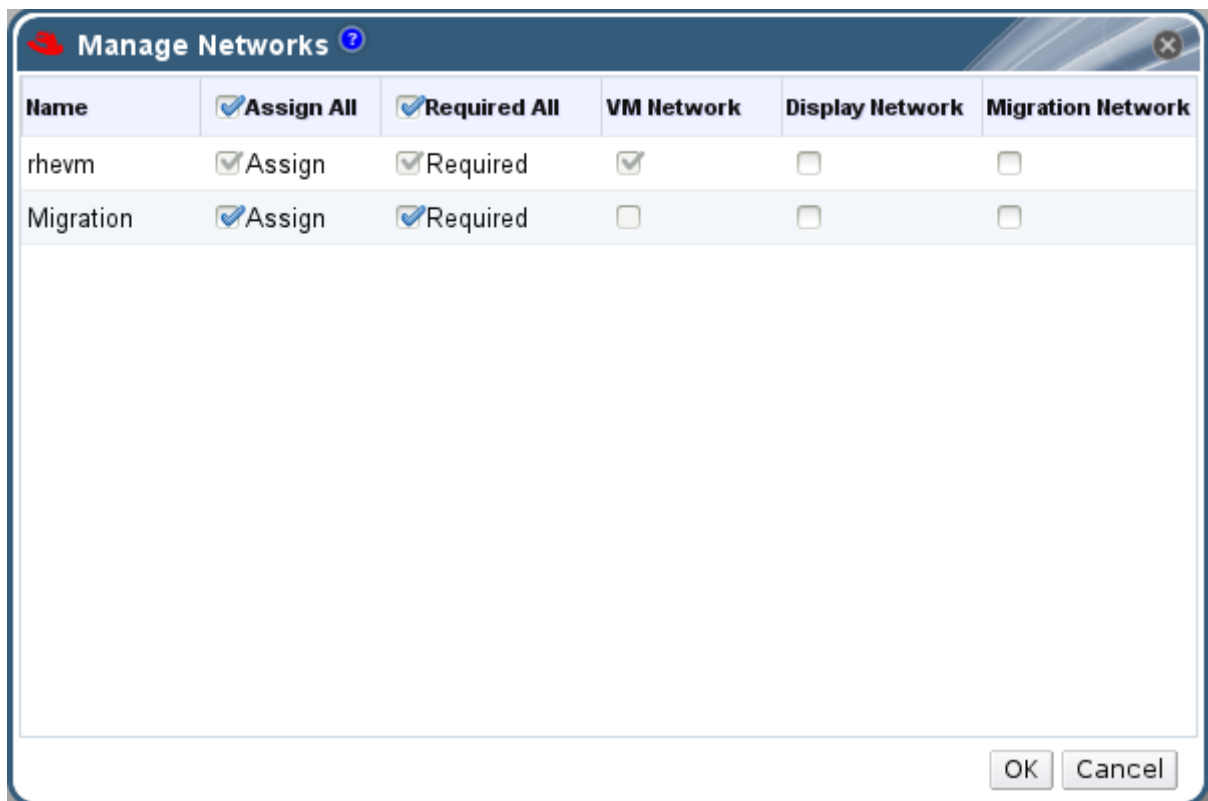 Manage Networks ?
Name Assign All Required All VM Network Display Network Migration Network
rhevm Assign Required
Migration Assign Required
OK Cancel